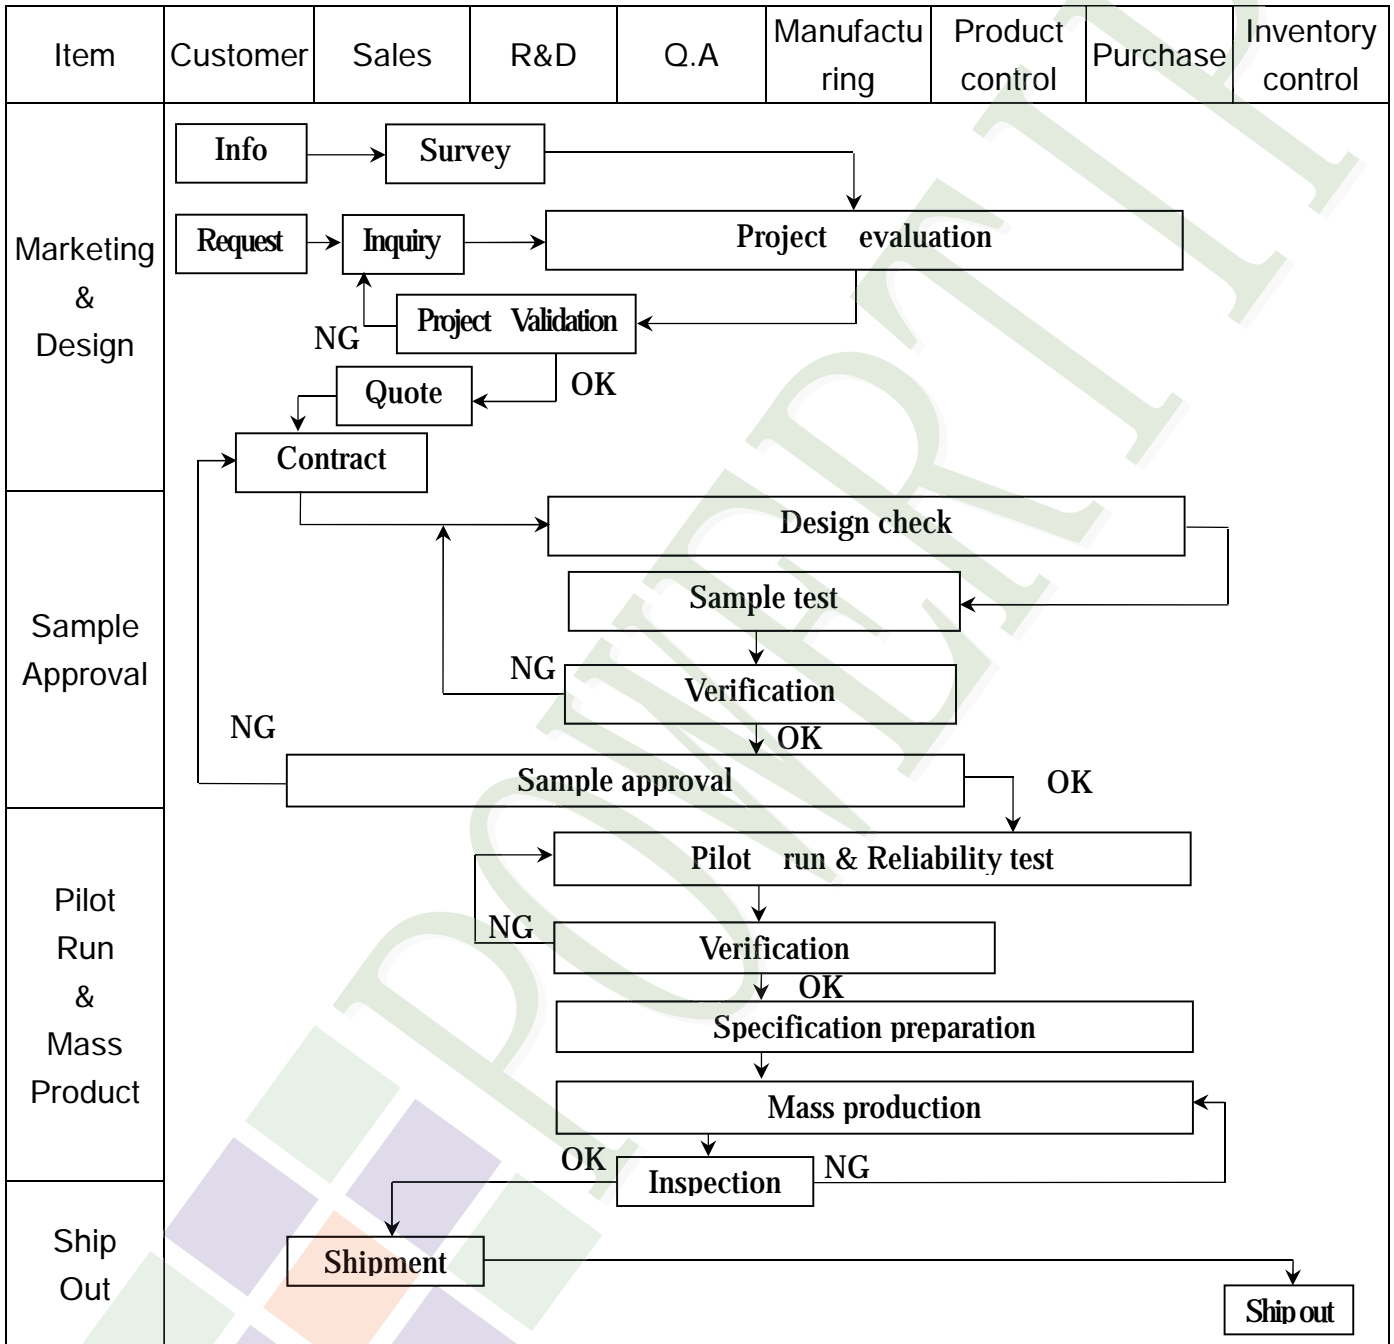 Item
Customer
Sales
R&D
Q.A
Manufactu
ring
Product
control
Purchase
Inventory
control
Marketing
&
Design
Info
Survey
Request
Inquiry
Project evaluation
Project Validation
NG
OK
Quote
Contract
Sample
Approval
Design check
Sample test
NG
Verification
OK
NG
Sample approval
OK
Pilot
Run
&
Mass
Product
Pilot run & Reliability test
NG
Verification
OK
Specification preparation
Mass production
OK
Inspection
NG
Ship
Out
Shipment
Ship out
POWERTIP